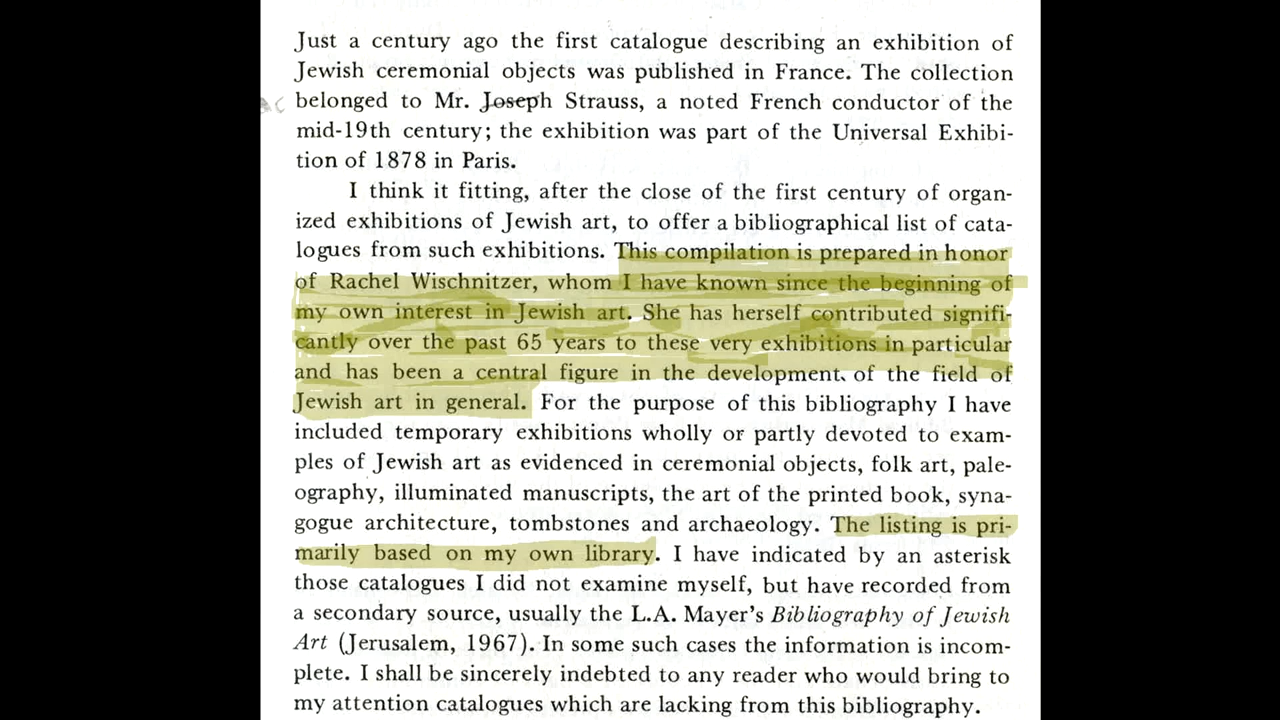 Just a century ago the first catalogue describing an exhibition of
Jewish ceremonial objects was published in France. The collection
belonged to Mr. Joseph Strauss, a noted French conductor of the
mid-19th century; the exhibition was part of the Universal Exhibi-
tion of 1878 in Paris.
I think it fitting, after the close of the first century of organ-
ized exhibitions of Jewish art, to offer a bibliographical list of cata-
logues from such exhibitions. This compilation is prepared in honor
of Rachel Wischnitzer, whom I have known since the beginning of
my own interest in Jewish art. She has herself contributed signifi-
cantly over the past 65 years to these very exhibitions in particular
and has been a central figure in the development of the field of
Jewish art in general. For the purpose of this bibliography I have
included temporary exhibitions wholly or partly devoted to exam-
ples of Jewish art as evidenced in ceremonial objects, folk art, pale-
ography, illuminated manuscripts, the art of the printed book, syna-
gogue architecture, tombstones and archaeology. The listing is pri-
marily based on my own library. I have indicated by an asterisk
those catalogues I did not examine myself, but have recorded from
a secondary source, usually the L.A. Mayer's Bibliography of Jewish
Art (Jerusalem, 1967). In some such cases the information is incom-
plete. I shall be sincerely indebted to any reader who would bring to
my attention catalogues which are lacking from this bibliography.